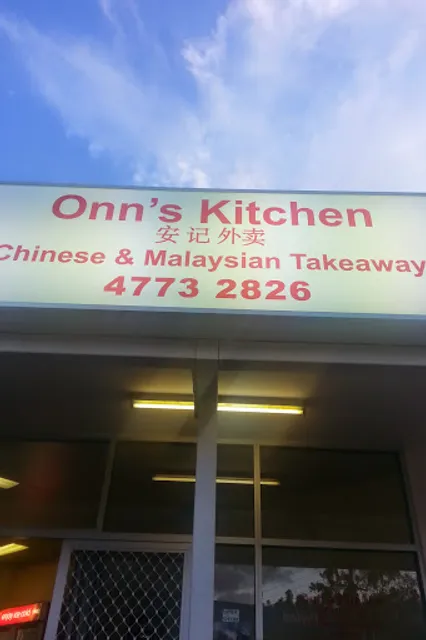 Onn's Kitchen
安记外卖
Chinese & Malaysian Takeaway
4773 2826